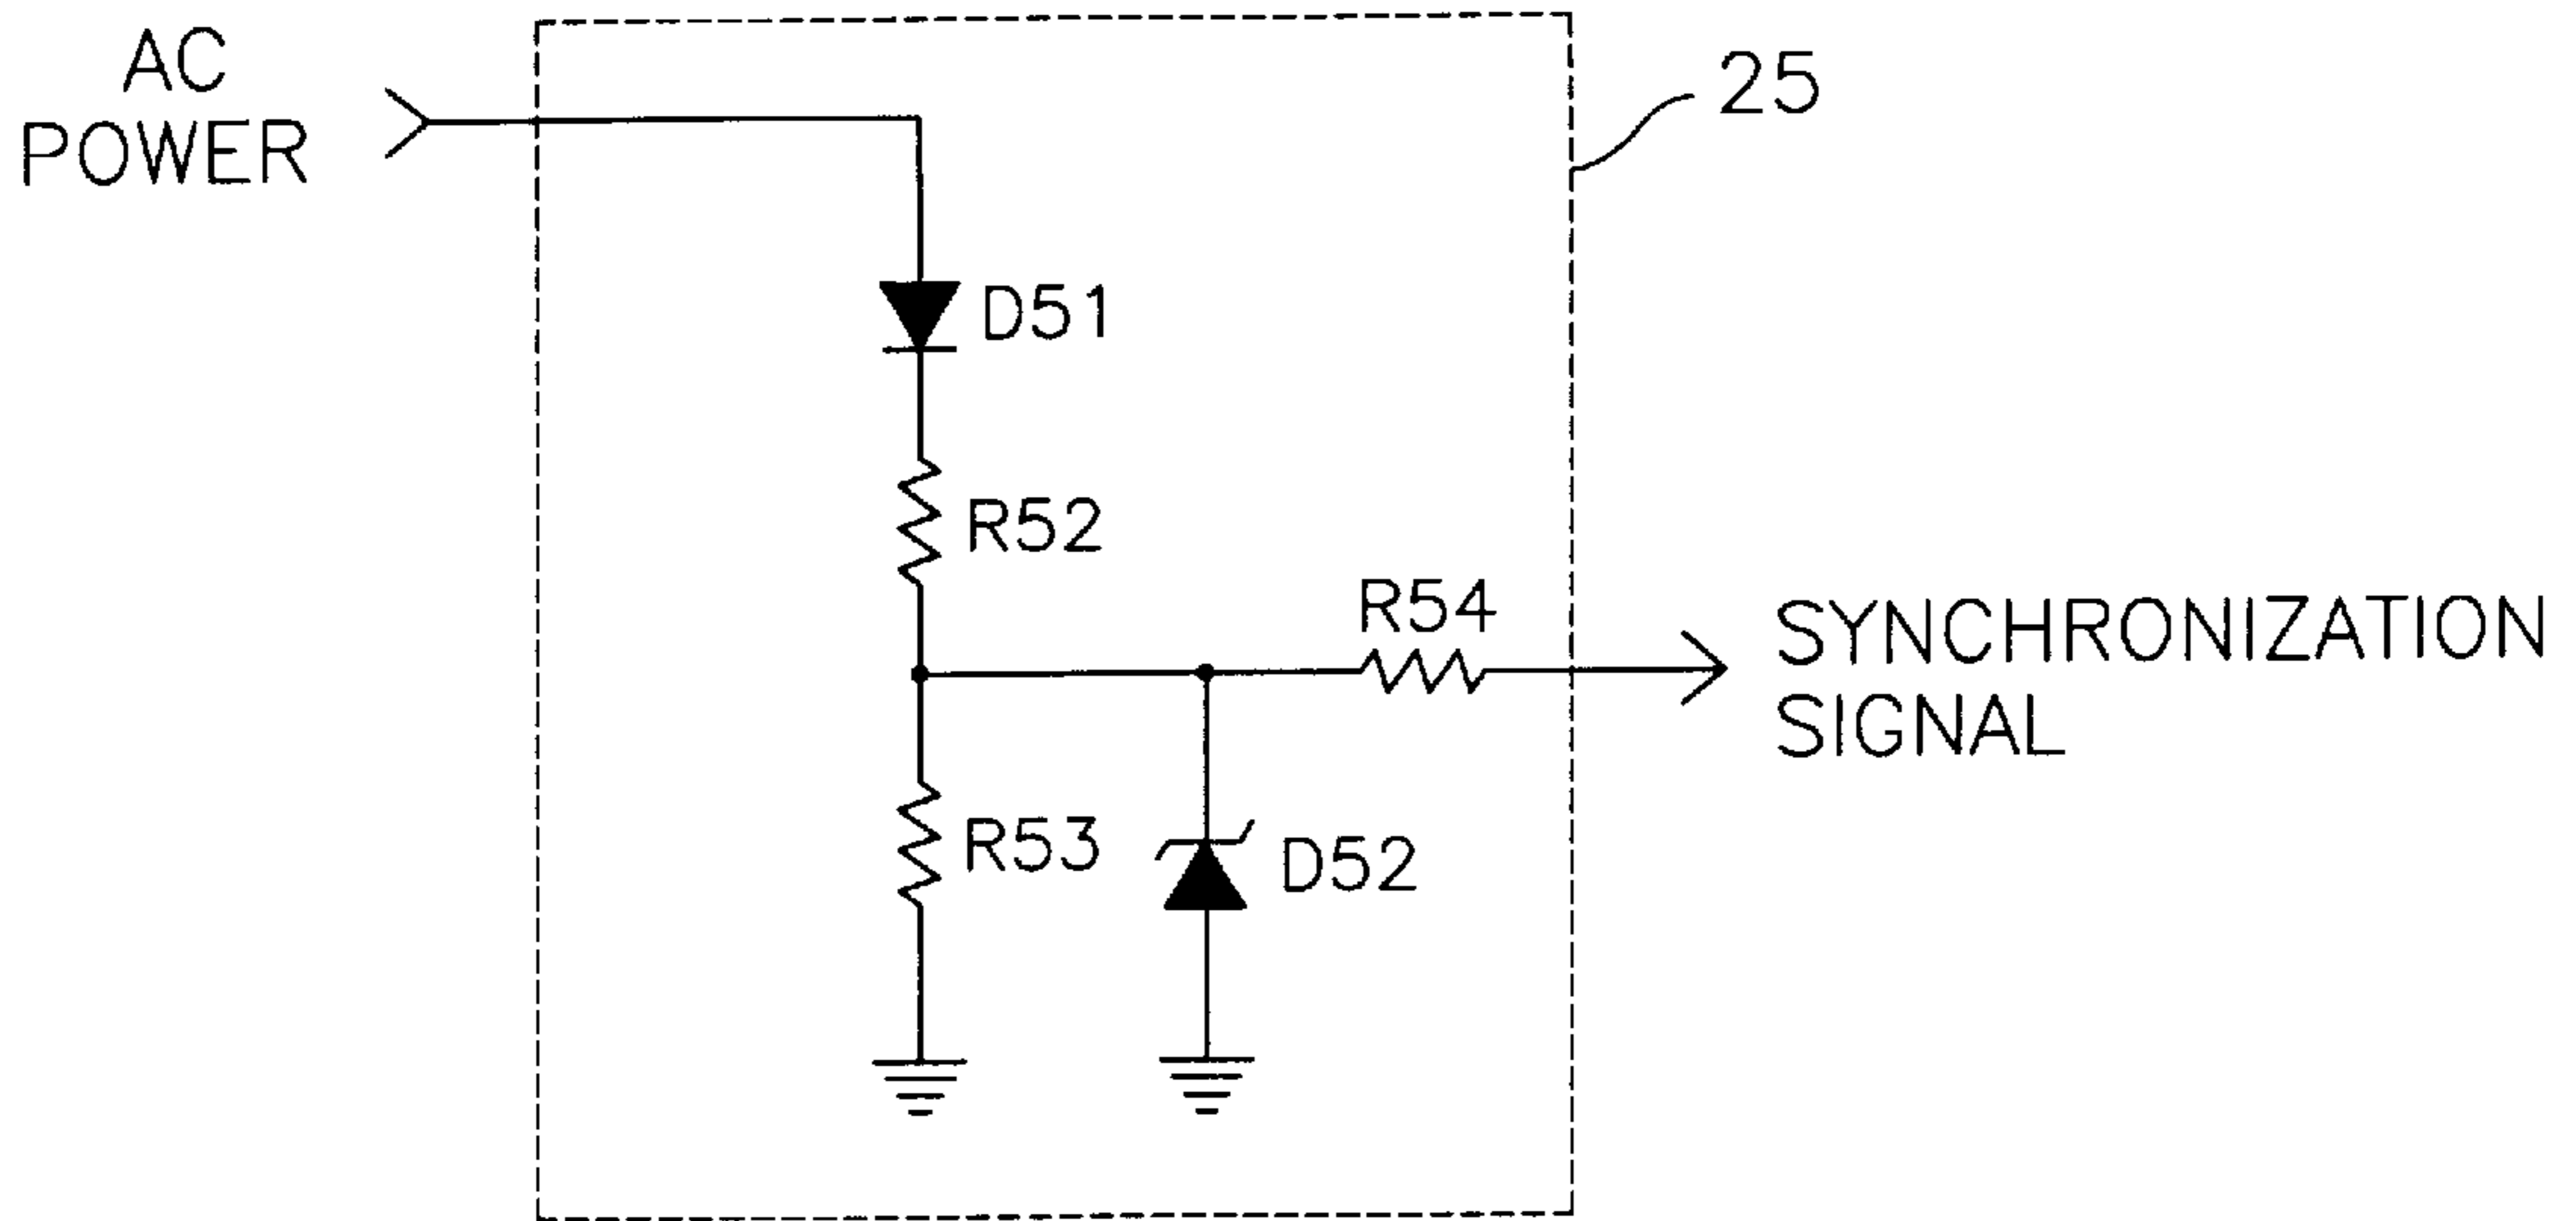 AC
POWER
25
D51
R52
R54
SYNCHRONIZATION
SIGNAL
R53
D52